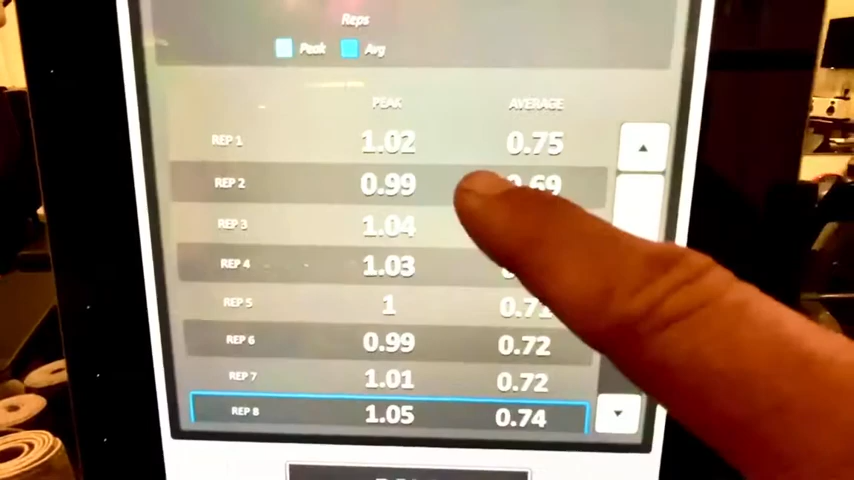 Reps
Peak Avg
PEAK AVERAGE
REP 1 1.02 0.75
REP 2 0.99 0.69
REP 3 1.04
REP 4 1.03
REP 5 1
REP 6 0.99 0.72
REP 7 1.01 0.72
REP 8 1.05 0.74